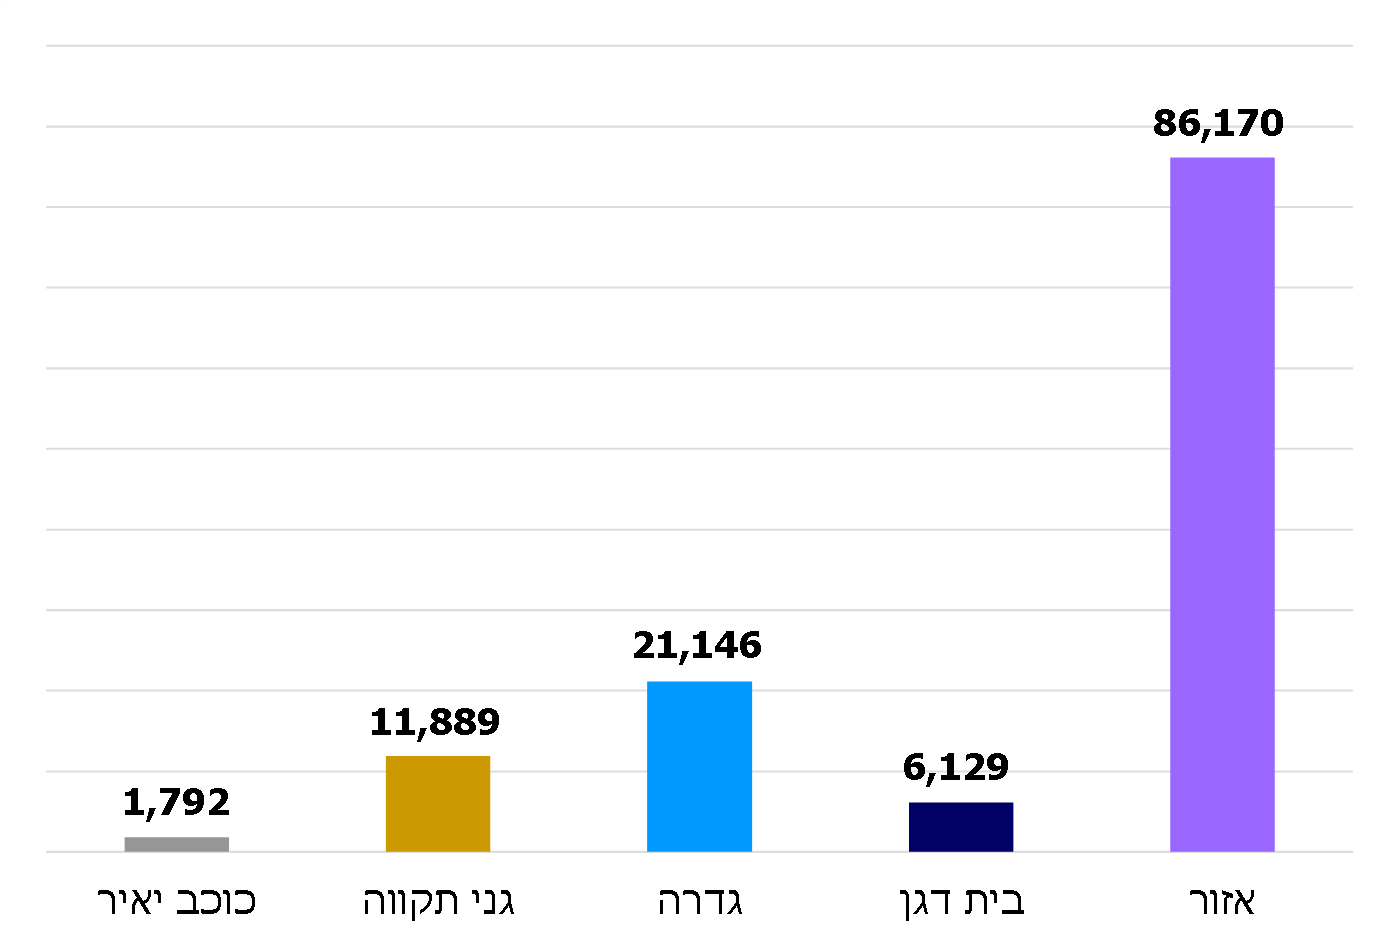 86,170
21,146
11,889
6,129
1,792
אזור
בית דגן
גדרה
גני תקווה
כוכב יאיר